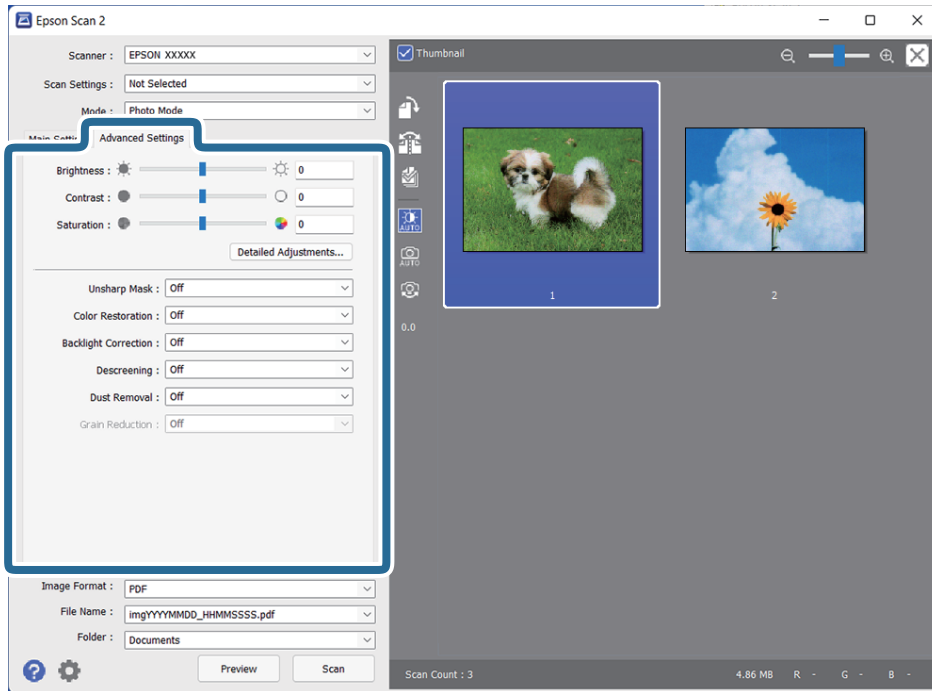 Epson Scan 2
Scanner : EPSON XXXXX
Scan Settings : Not Selected
Mode : Photo Mode
Advanced Settings
Brightness : 0
Contrast : 0
Saturation : 0
Detailed Adjustments...
Unsharp Mask : Off
Color Restoration : Off
Backlight Correction : Off
Descreening : Off
Dust Removal : Off
Grain Reduction : Off
Image Format : PDF
File Name : imgYYYYMMDD_HHMMSSSS.pdf
Folder : Documents
?
Preview Scan
Thumbnail
AUTO
AUTO
0.0
1
2
Scan Count : 3 4.86 MB R - G - B -